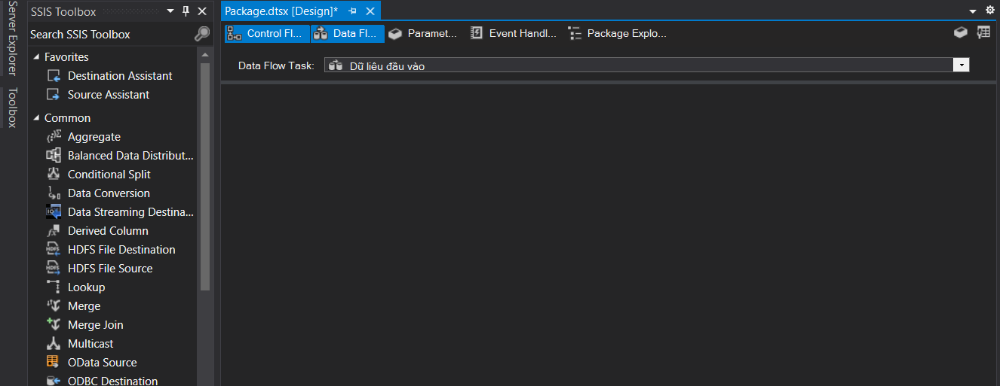 Server Explorer
Toolbox
SSIS Toolbox
Search SSIS Toolbox
Favorites
Destination Assistant
Source Assistant
Common
Aggregate
Balanced Data Distribut...
Conditional Split
Data Conversion
Data Streaming Destina...
Derived Column
HDFS File Destination
HDFS File Source
Lookup
Merge
Merge Join
Multicast
OData Source
ODBC Destination
Package.dtsx [Design]*
Control Fl... Data Fl... Paramet... Event Handl... Package Explo...
Data Flow Task: Dữ liêu đầu vào